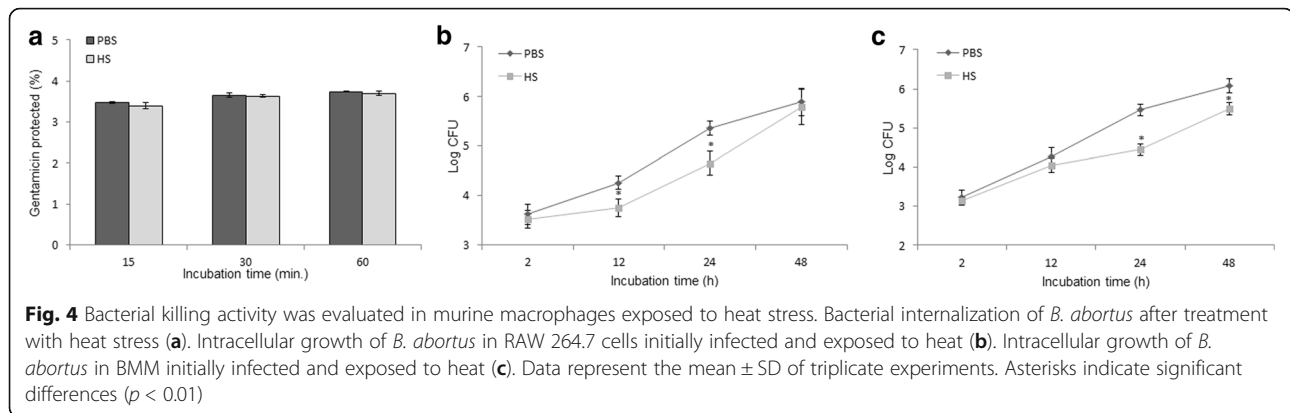 a
PBS
HS
Gentamicin protected (%)
5
4
3
2
1
0
15 30 60
Incubation time (min.)
b
PBS
HS
Log CFU
7
6
5
4
3
*
*
2 12 24 48
Incubation time (h)
c
PBS
HS
Log CFU
7
6
5
4
3
2
*
*
2 12 24 48
Incubation time (h)
Fig. 4 Bacterial killing activity was evaluated in murine macrophages exposed to heat stress. Bacterial internalization of B. abortus after treatment
with heat stress (a). Intracellular growth of B. abortus in RAW 264.7 cells initially infected and exposed to heat (b). Intracellular growth of B.
abortus in BMM initially infected and exposed to heat (c). Data represent the mean ± SD of triplicate experiments. Asterisks indicate significant
differences (p < 0.01)